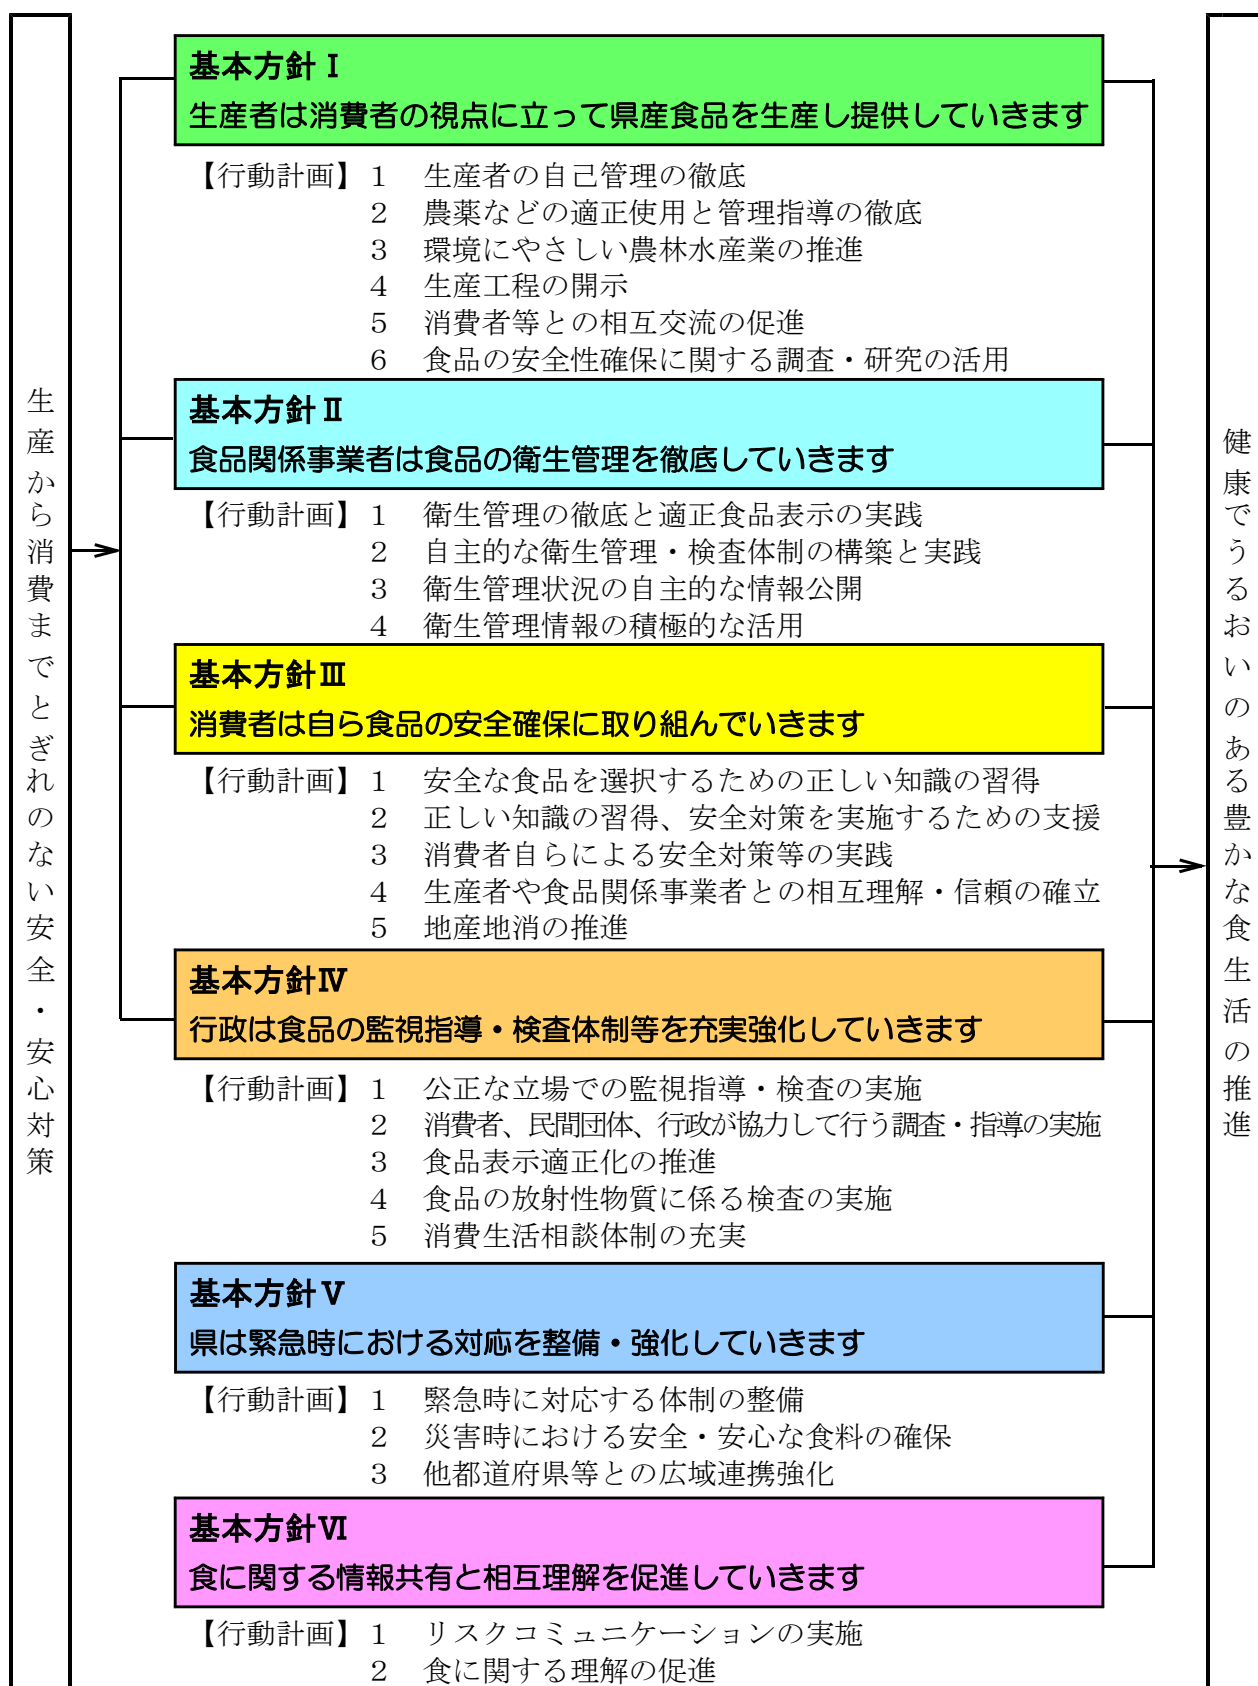 生産から消費までとぎれのない安全・安心対策
基本方針Ⅰ
生産者は消費者の視点に立って県産食品を生産し提供していきます
【行動計画】１　生産者の自己管理の徹底
２　農薬などの適正使用と管理指導の徹底
３　環境にやさしい農林水産業の推進
４　生産工程の開示
５　消費者等との相互交流の促進
６　食品の安全性確保に関する調査・研究の活用
基本方針Ⅱ
食品関係事業者は食品の衛生管理を徹底していきます
【行動計画】１　衛生管理の徹底と適正食品表示の実践
２　自主的な衛生管理・検査体制の構築と実践
３　衛生管理状況の自主的な情報公開
４　衛生管理情報の積極的な活用
基本方針Ⅲ
消費者は自ら食品の安全確保に取り組んでいきます
【行動計画】１　安全な食品を選択するための正しい知識の習得
２　正しい知識の習得、安全対策を実施するための支援
３　消費者自らによる安全対策等の実践
４　生産者や食品関係事業者との相互理解・信頼の確立
５　地産地消の推進
基本方針Ⅳ
行政は食品の監視指導・検査体制等を充実強化していきます
【行動計画】１　公正な立場での監視指導・検査の実施
２　消費者、民間団体、行政が協力して行う調査・指導の実施
３　食品表示適正化の推進
４　食品の放射性物質に係る検査の実施
５　消費生活相談体制の充実
基本方針Ⅴ
県は緊急時における対応を整備・強化していきます
【行動計画】１　緊急時に対応する体制の整備
２　災害時における安全・安心な食料の確保
３　他都道府県等との広域連携強化
基本方針Ⅵ
食に関する情報共有と相互理解を促進していきます
【行動計画】１　リスクコミュニケーションの実施
２　食に関する理解の促進
健康でうるおいのある豊かな食生活の推進